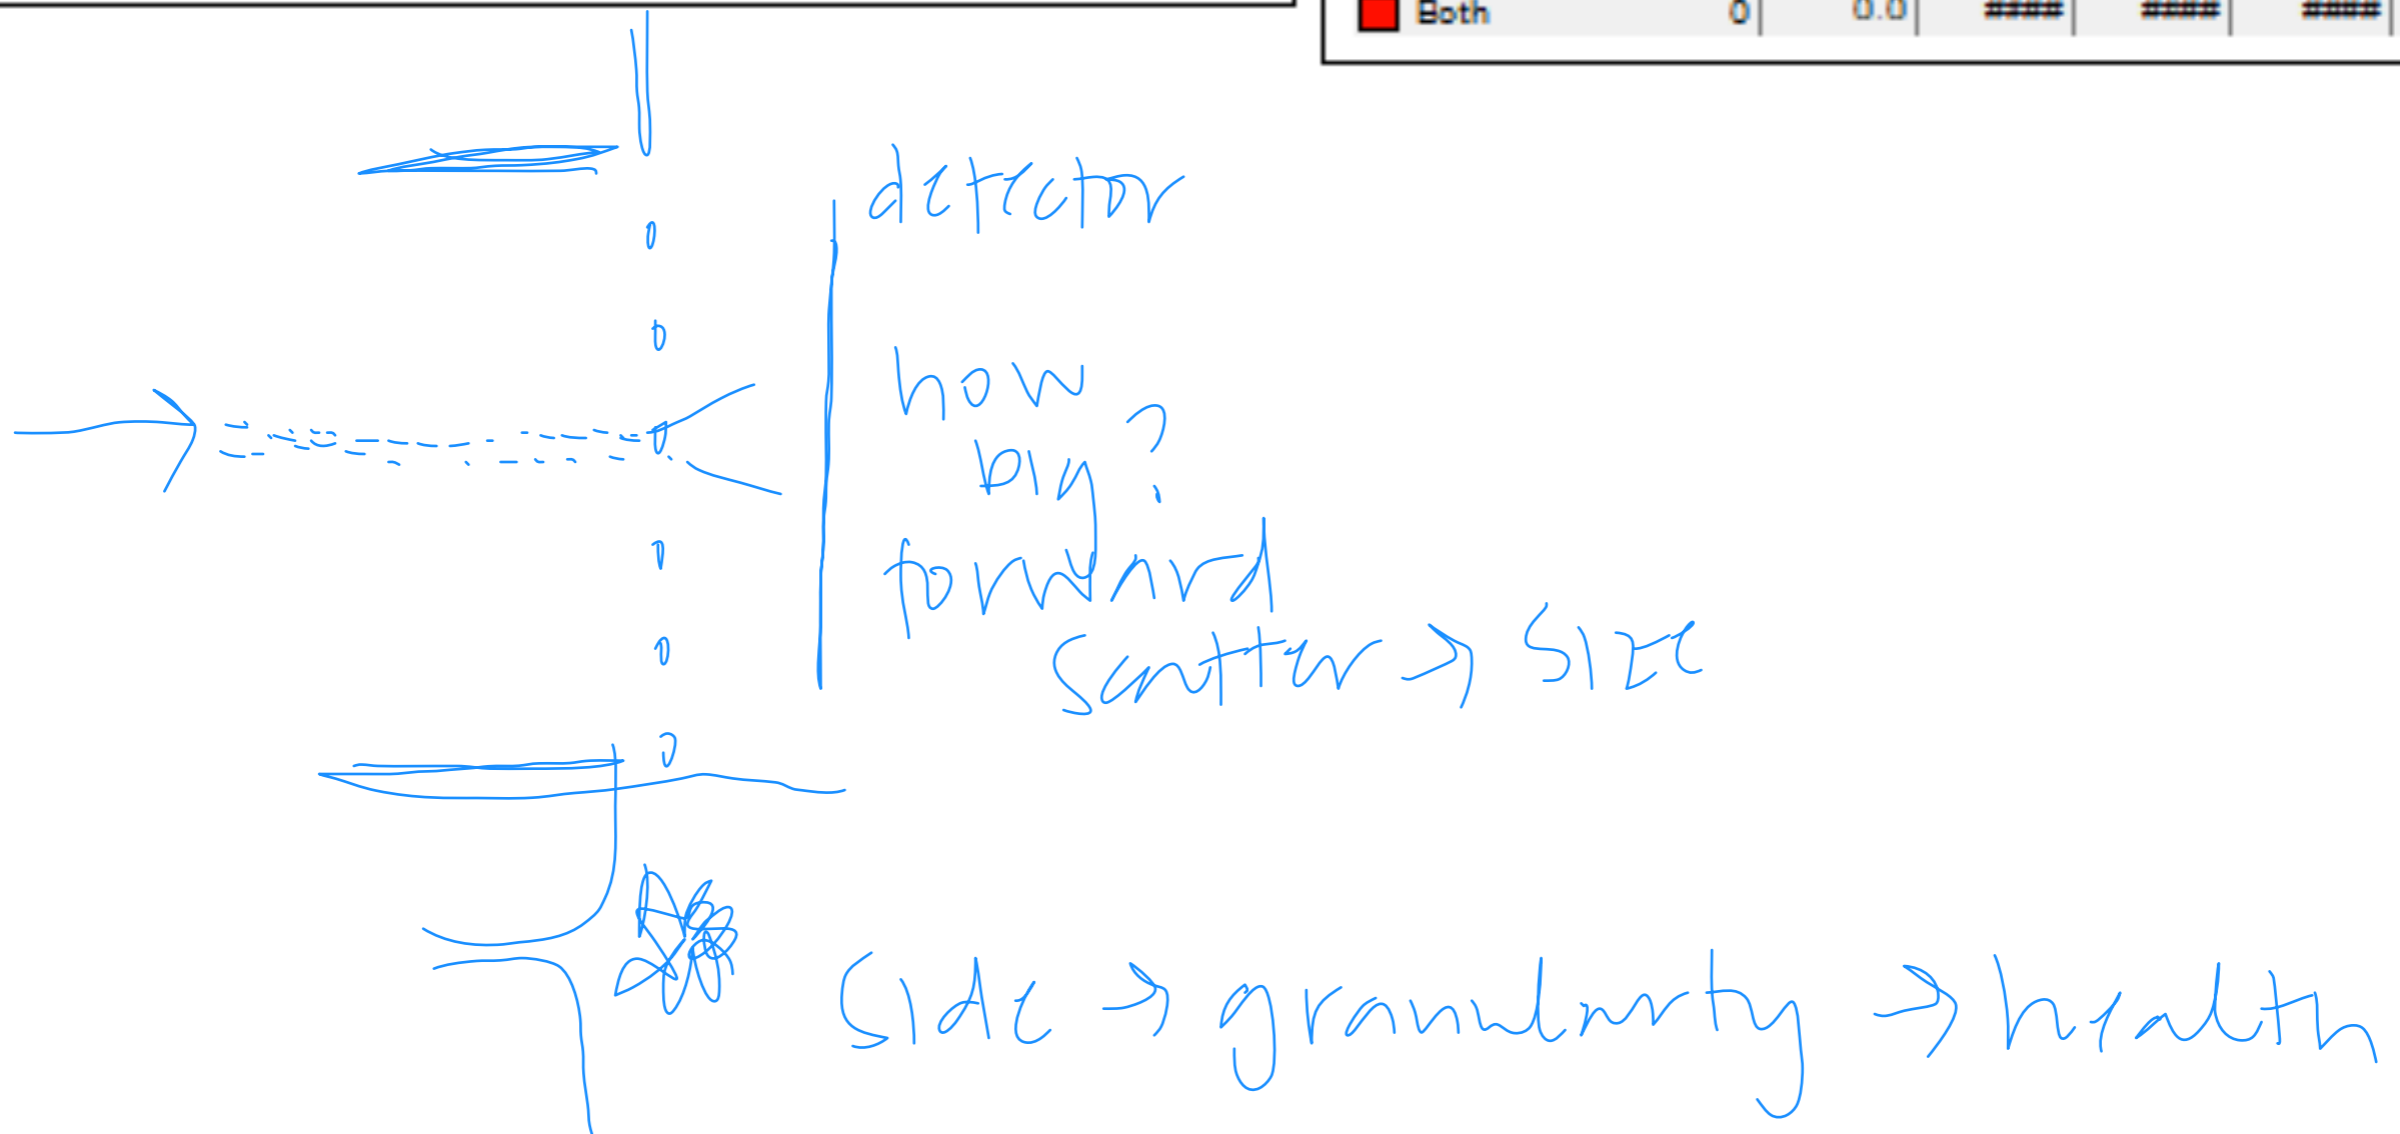 Both 0 0.0 #### #### ####
detector
how
big?
forward
scatter → size
side → granularity → health